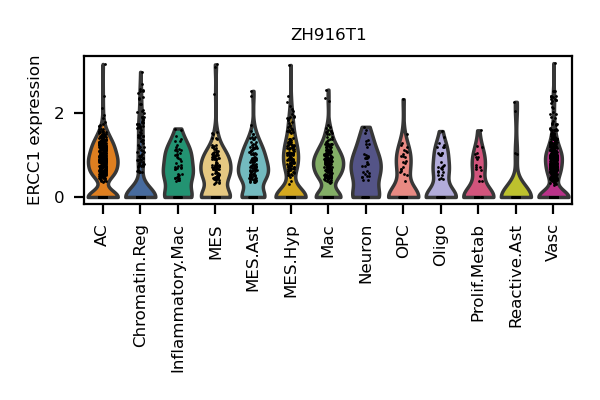 ZH916T1
ERCC1 expression
2
0
AC
Chromatin.Reg
Inflammatory.Mac
MES
MES.Ast
MES.Hyp
Mac
Neuron
OPC
Oligo
Prolif.Metab
Reactive.Ast
Vasc